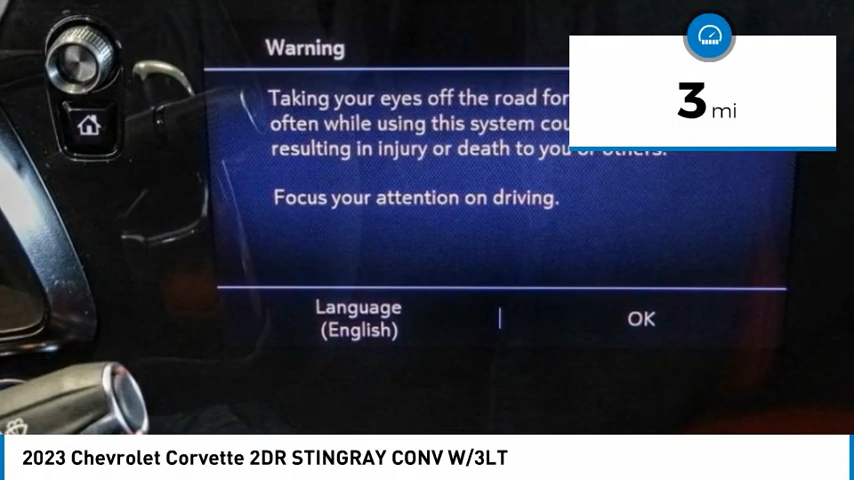 Warning
3 mi
Taking your eyes off the road for
often while using this system cou
resulting in injury or death to you or others.
Focus your attention on driving.
Language
(English)
OK
2023 Chevrolet Corvette 2DR STINGRAY CONV W/3LT